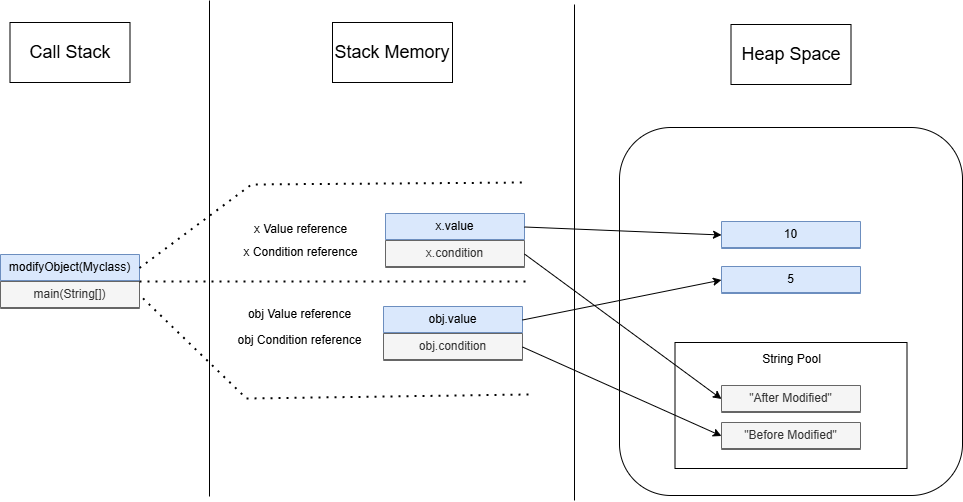 Call Stack
Stack Memory
Heap Space
x Value reference
x.value
10
x Condition reference
x.condition
modifyObject(Myclass)
5
main(String[])
obj Value reference
obj.value
obj Condition reference
obj.condition
String Pool
"After Modified"
"Before Modified"